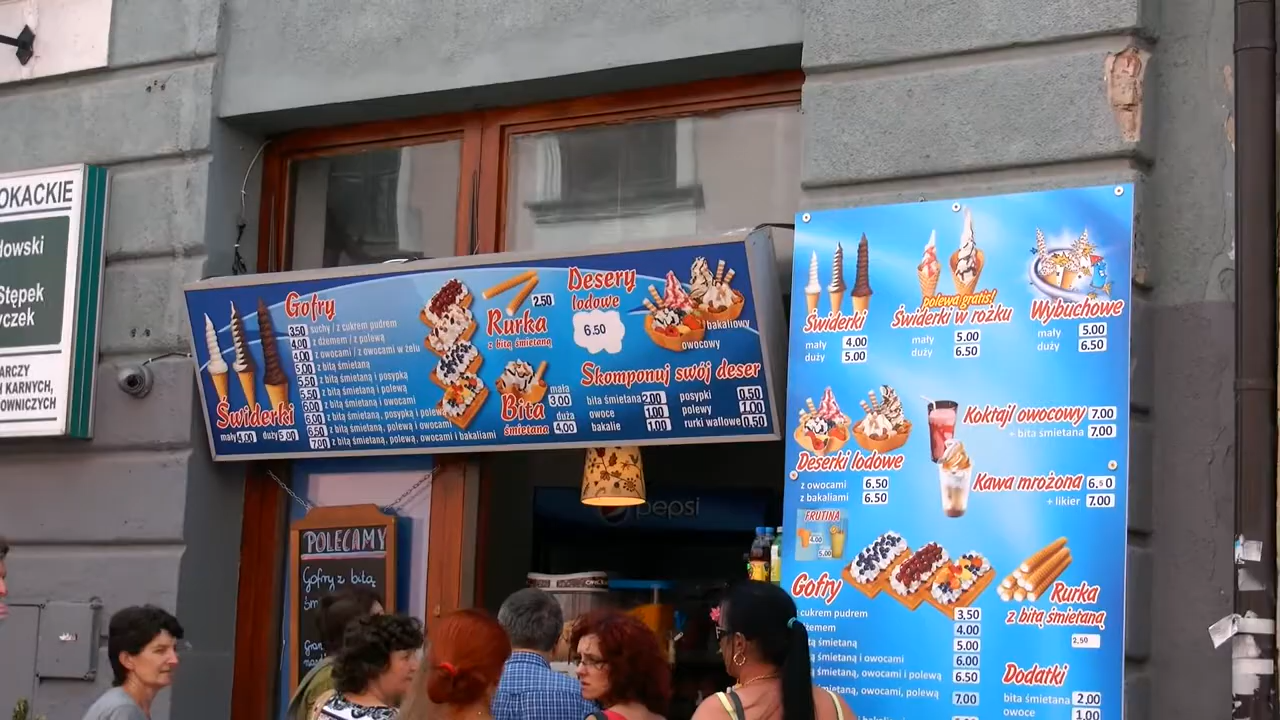 OKACKIE
dowski
Stępek
yczek
ARCZY
KARNYCH,
OWNICZYCH
Gofry
3,50 suchy / z cukrem pudrem
4,00 z dżemem / z polewą
4,00 z owocami / z owocami w żelu
5,00 z bitą śmietaną
5,50 z bitą śmietaną i posypką
5,50 z bitą śmietaną i polewą
6,00 z bitą śmietaną i owocami
z bitą śmietaną, posypką i polewą
6,50 z bitą śmietaną, polewą i owocami
7,00 z bitą śmietaną, polewą, owocami i bakaliami
Świderki
mały 4,00 duży 5,00
Rurka 2,50
z bitą śmietaną
Bita
śmietana
mała
3,00
duża
4,00
Desery
lodowe
6.50
bakaliowy
owocowy
Skomponuj swój deser
bita śmietana 2,00 posypki 0,50
owoce 1,00 polewy 1,00
bakalie 1,00 rurki waflowe 0,50
POLECAMY
Gofry z bitą
pepsi
Świderki
mały 4.00
duży 5.00
polewa gratis!
Świderki w rożku
mały 5.00
duży 6.50
Wybuchowe
mały 5.00
duży 6.50
Deserki lodowe
z owocami 6,50
z bakaliami 6.50
Koktajl owocowy 7,00
+ bita śmietana 7,00
Kawa mrożona 6.50
+ likier 7.00
FRUTINA
4,00
5,00
Gofry
cukrem pudrem 3,50
żemem 4.00
śmietaną 5.00
śmietaną i owocami 6,00
śmietaną, owocami i polewą 6.50
śmietaną, owocami, polewą 7,00
Rurka
z bitą śmietaną
2,50
Dodatki
bita śmietana 2,00
owoce 1,00